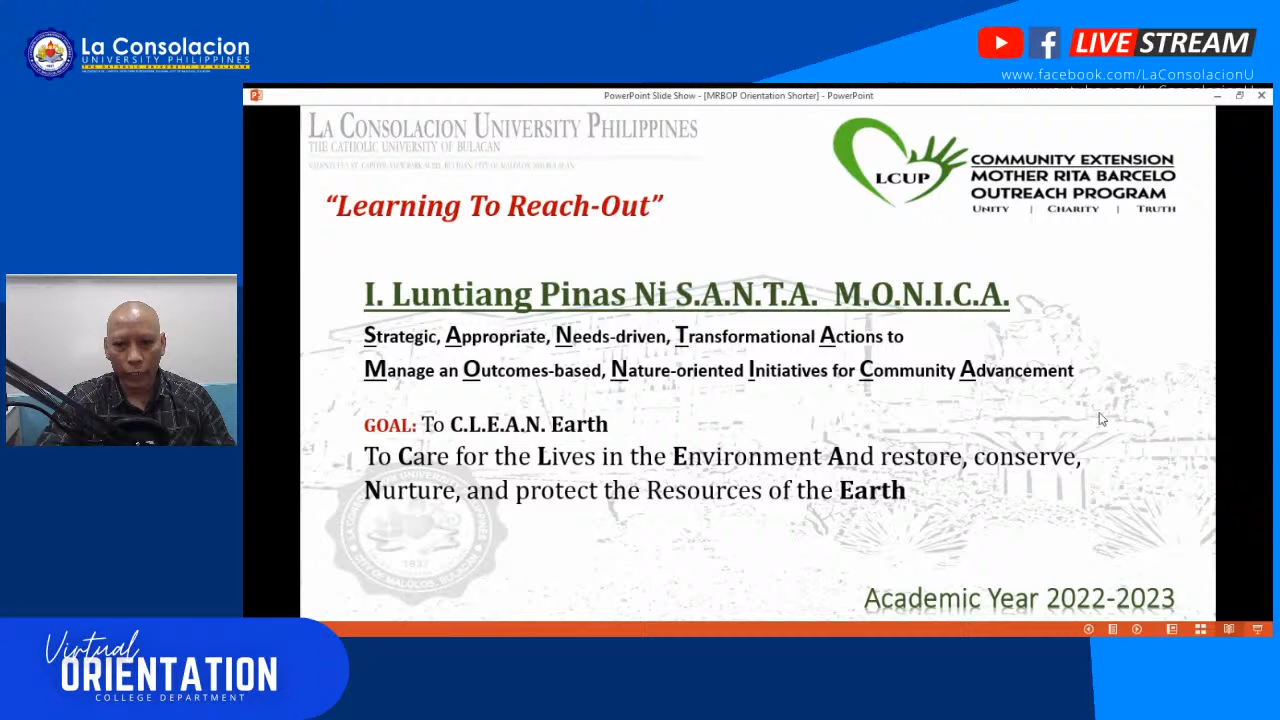 La Consolacion
UNIVERSITY PHILIPPINES
LIVE STREAM
www.facebook.com/LaConsolacionU
PowerPoint Slide Show - [MRBOP Orientation Shorter] - PowerPoint
LA CONSOLACION UNIVERSITY PHILIPPINES
THE CATHOLIC UNIVERSITY OF BULACAN
LCUP
COMMUNITY EXTENSION
MOTHER RITA BARCELO
OUTREACH PROGRAM
UNITY | CHARITY | TRUTH
“Learning To Reach-Out”
I. Luntiang Pinas Ni S.A.N.T.A. M.O.N.I.C.A.
Strategic, Appropriate, Needs-driven, Transformational Actions to
Manage an Outcomes-based, Nature-oriented Initiatives for Community Advancement
GOAL: To C.L.E.A.N. Earth
To Care for the Lives in the Environment And restore, conserve,
Nurture, and protect the Resources of the Earth
1937
Academic Year 2022-2023
Virtual
ORIENTATION
COLLEGE DEPARTMENT